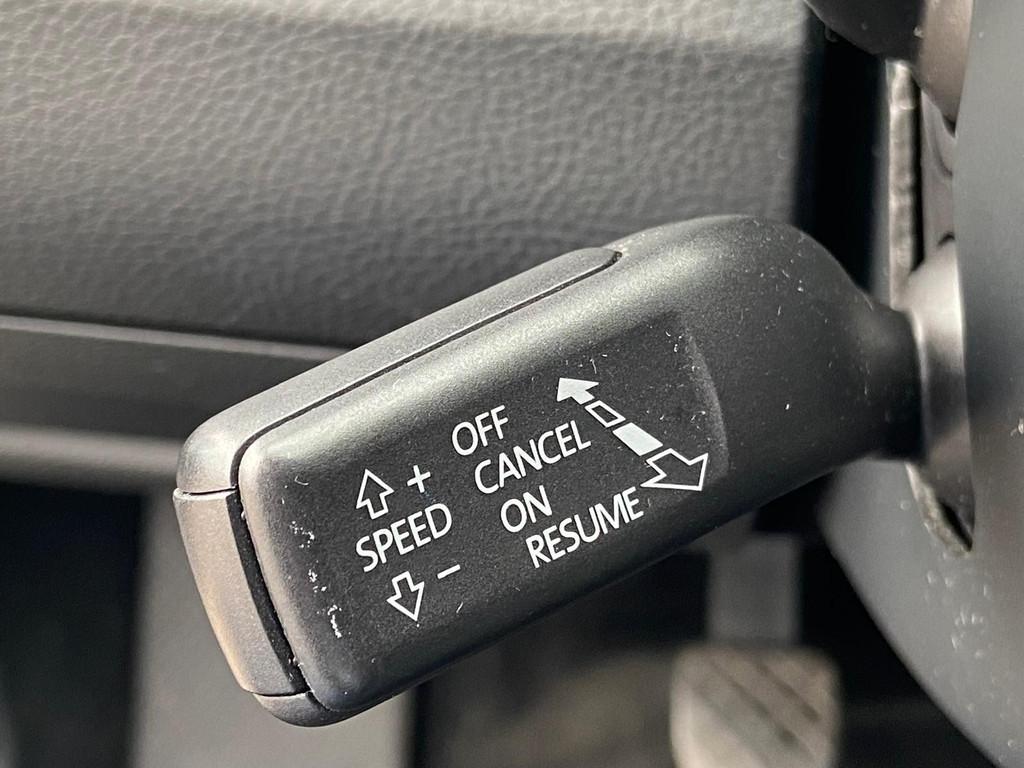 OFF
CANCEL
ON
RESUME
+
SPEED
-